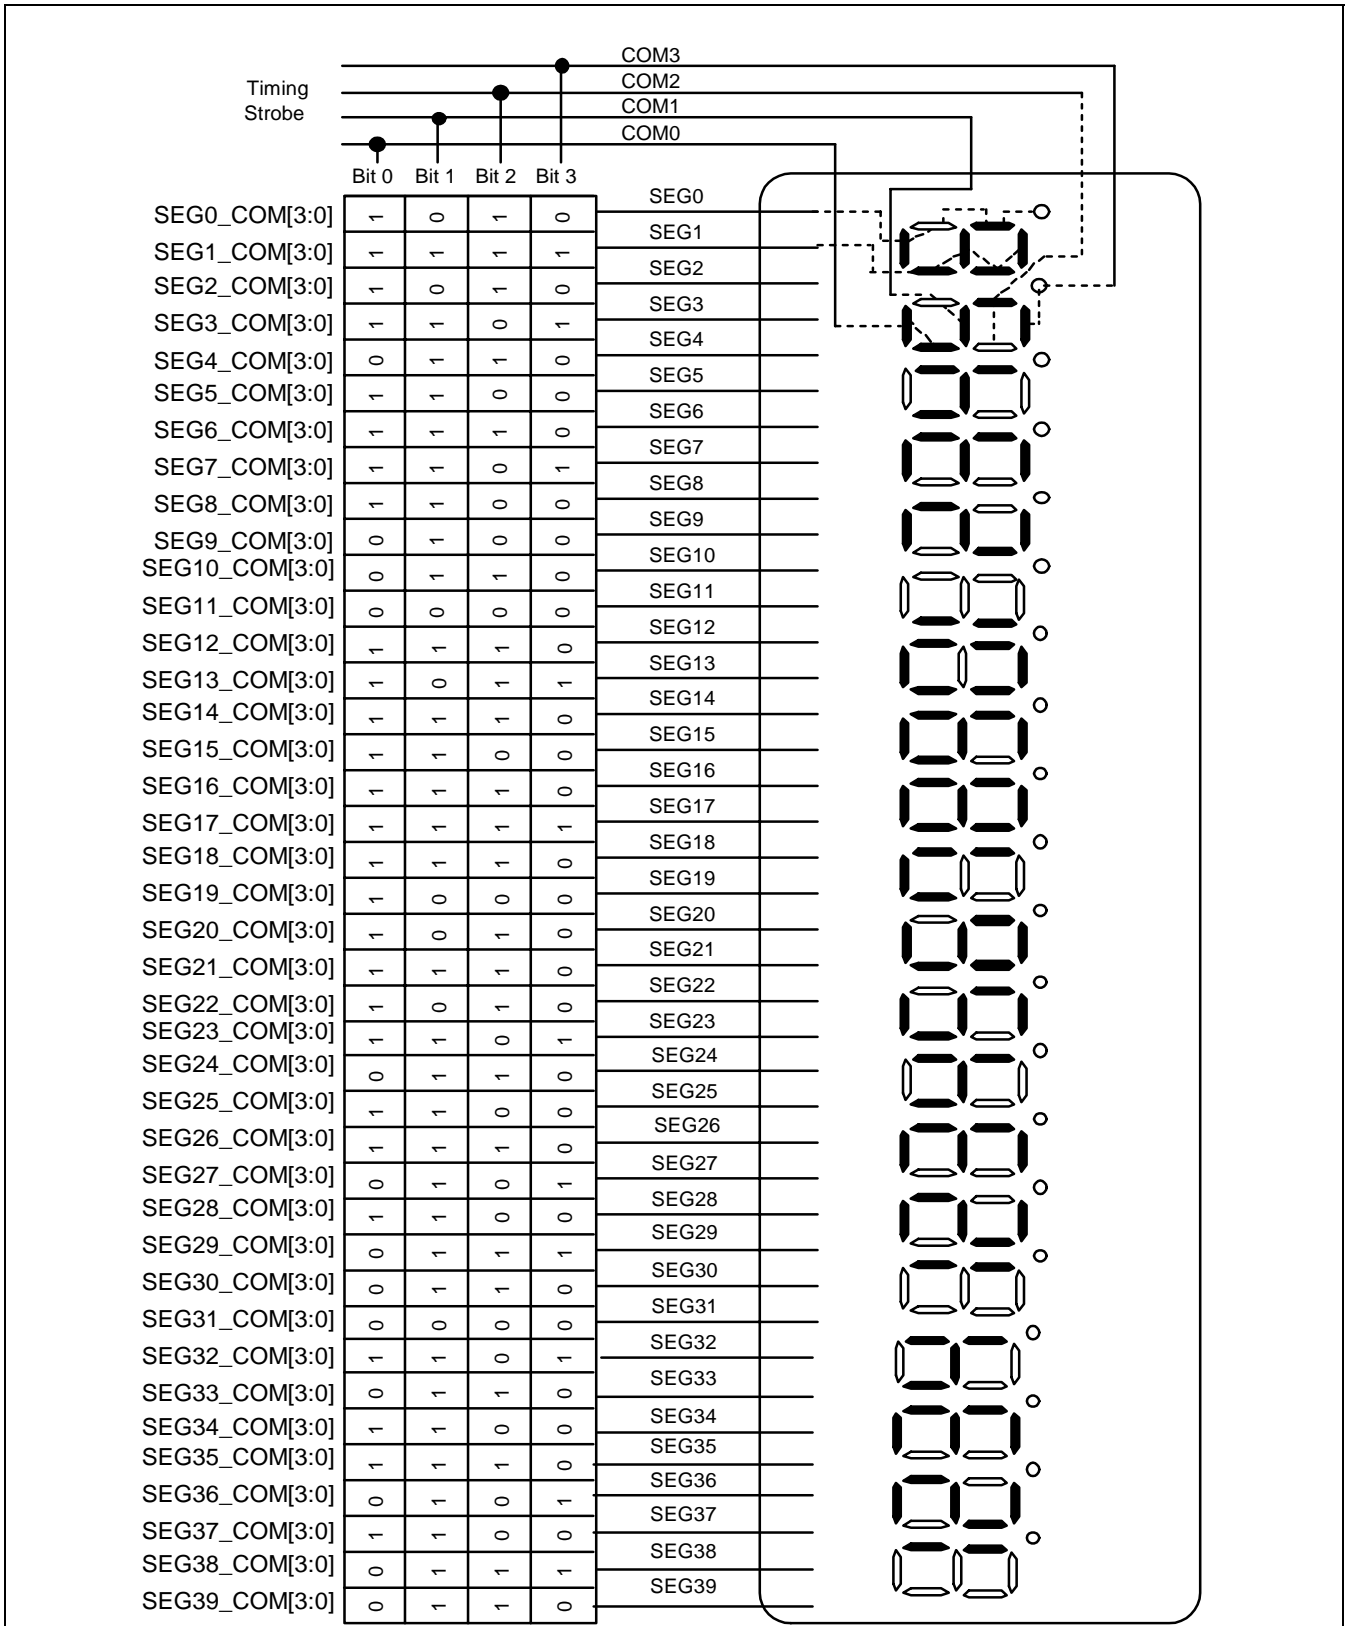 COM3
COM2
COM1
COM0
Timing
Strobe
Bit 0 Bit 1 Bit 2 Bit 3
SEG0_COM[3:0] 1 0 1 0 SEG0
SEG1_COM[3:0] 1 1 1 1 SEG1
SEG2_COM[3:0] 1 0 1 0 SEG2
SEG3_COM[3:0] 1 1 0 1 SEG3
SEG4_COM[3:0] 0 1 1 0 SEG4
SEG5_COM[3:0] 1 1 0 0 SEG5
SEG6_COM[3:0] 1 1 1 0 SEG6
SEG7_COM[3:0] 1 1 0 1 SEG7
SEG8_COM[3:0] 1 1 0 0 SEG8
SEG9_COM[3:0] 0 1 0 0 SEG9
SEG10_COM[3:0] 0 1 1 0 SEG10
SEG11_COM[3:0] 0 0 0 0 SEG11
SEG12_COM[3:0] 1 1 1 0 SEG12
SEG13_COM[3:0] 1 0 1 1 SEG13
SEG14_COM[3:0] 1 1 1 0 SEG14
SEG15_COM[3:0] 1 1 0 0 SEG15
SEG16_COM[3:0] 1 1 1 0 SEG16
SEG17_COM[3:0] 1 1 1 1 SEG17
SEG18_COM[3:0] 1 1 1 0 SEG18
SEG19_COM[3:0] 1 0 0 0 SEG19
SEG20_COM[3:0] 1 0 1 0 SEG20
SEG21_COM[3:0] 1 1 1 0 SEG21
SEG22_COM[3:0] 1 0 1 0 SEG22
SEG23_COM[3:0] 1 1 0 1 SEG23
SEG24_COM[3:0] 0 1 1 0 SEG24
SEG25_COM[3:0] 1 1 0 0 SEG25
SEG26_COM[3:0] 1 1 1 0 SEG26
SEG27_COM[3:0] 0 1 0 1 SEG27
SEG28_COM[3:0] 1 1 0 0 SEG28
SEG29_COM[3:0] 0 1 1 1 SEG29
SEG30_COM[3:0] 0 1 1 0 SEG30
SEG31_COM[3:0] 0 0 0 0 SEG31
SEG32_COM[3:0] 1 1 0 1 SEG32
SEG33_COM[3:0] 0 1 1 0 SEG33
SEG34_COM[3:0] 1 1 0 0 SEG34
SEG35_COM[3:0] 1 1 1 0 SEG35
SEG36_COM[3:0] 0 1 0 1 SEG36
SEG37_COM[3:0] 1 1 0 0 SEG37
SEG38_COM[3:0] 0 1 1 1 SEG38
SEG39_COM[3:0] 0 1 1 0 SEG39